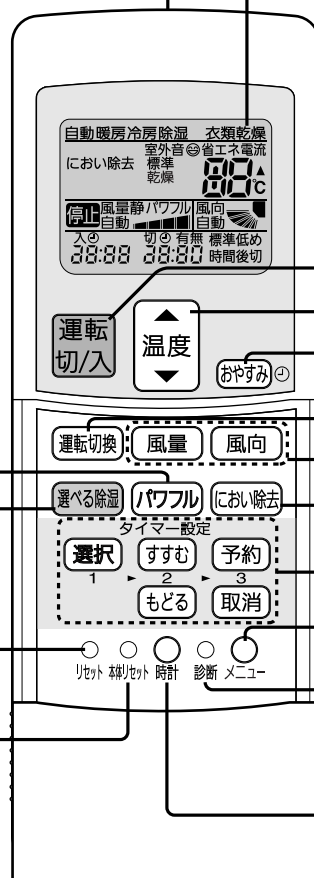 自動 暖房 冷房 除湿 衣類乾燥
室外音 省エネ 電流
におい除去 標準 88℃
乾燥
停止 風量 静 パワフル 風向
自動 自動
入 切 有 無 標準 低め
88:88 88:88 時間後切
運転
切/入
温度
おやすみ
運転切換 風量 風向
選べる除湿 パワフル におい除去
タイマー設定
選択 すすむ 予約
1 2 3
もどる 取消
リセット 本体リセット 時計 診断 メニュー